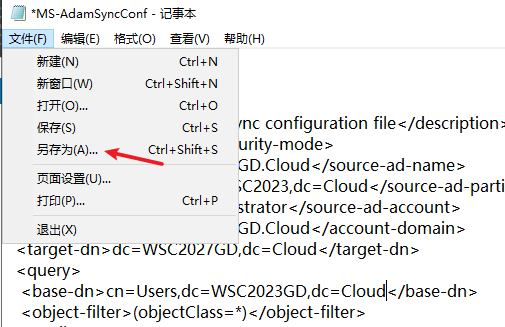 *MS-AdamSyncConf - 记事本
文件(F) 编辑(E) 格式(O) 查看(V) 帮助(H)
新建(N) Ctrl+N
新窗口(W) Ctrl+Shift+N
打开(O)... Ctrl+O
保存(S) Ctrl+S
另存为(A)... Ctrl+Shift+S
页面设置(U)...
打印(P)... Ctrl+P
退出(X)
sync configuration file</description>
urity-mode>
GD.Cloud</source-ad-name>
SC2023,dc=Cloud</source-ad-parti
strator</source-ad-account>
GD.Cloud</account-domain>
<target-dn>dc=WSC2027GD,dc=Cloud</target-dn>
<query>
<base-dn>cn=Users,dc=WSC2023GD,dc=Cloud</base-dn>
<object-filter>(objectClass=*)</object-filter>